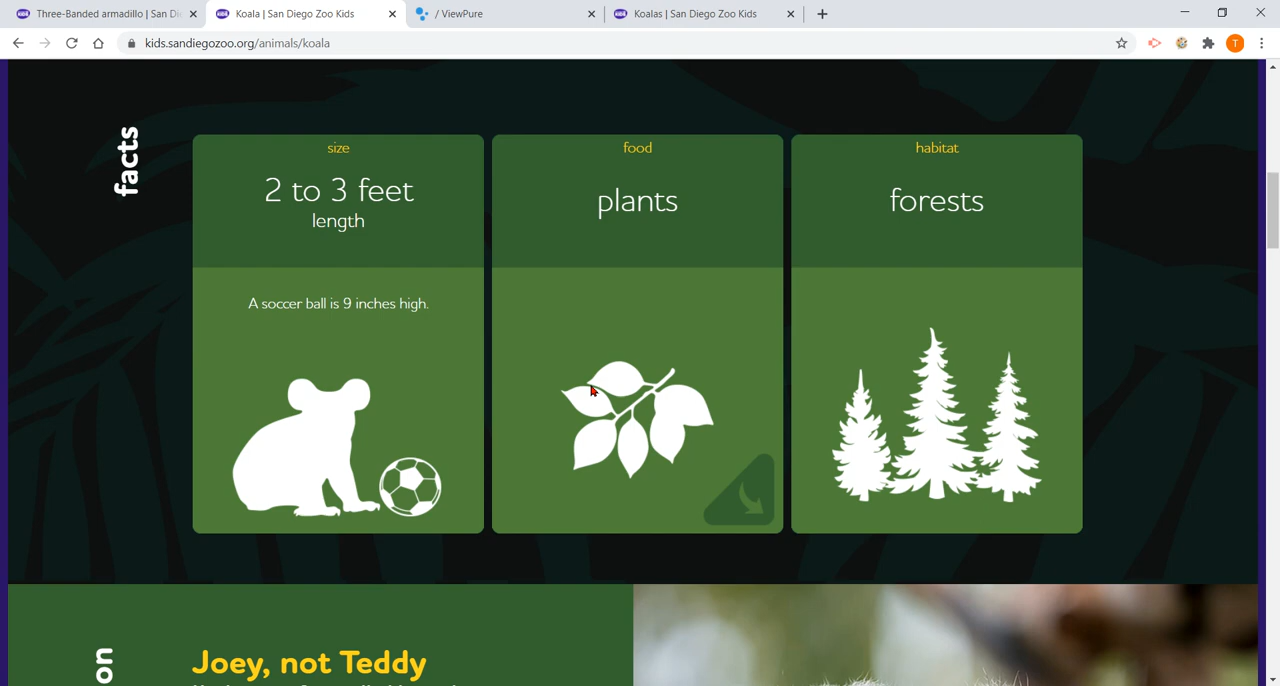 Three-Banded armadillo | San Di
Koala | San Diego Zoo Kids
/ ViewPure
Koalas | San Diego Zoo Kids
kids.sandiegozoo.org/animals/koala
T
facts
size
2 to 3 feet
length
A soccer ball is 9 inches high.
food
plants
habitat
forests
on
Joey, not Teddy